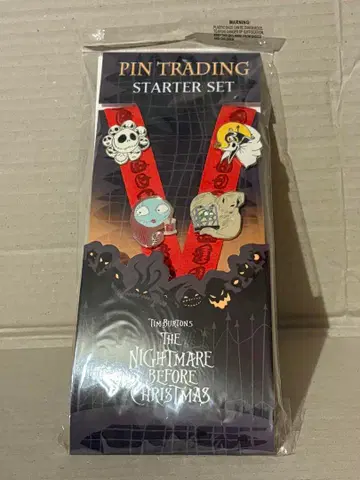 WARNING:
PIN TRADING
STARTER SET
TIM BURTON'S
THE
NIGHTMARE
BEFORE
CHRISTMAS